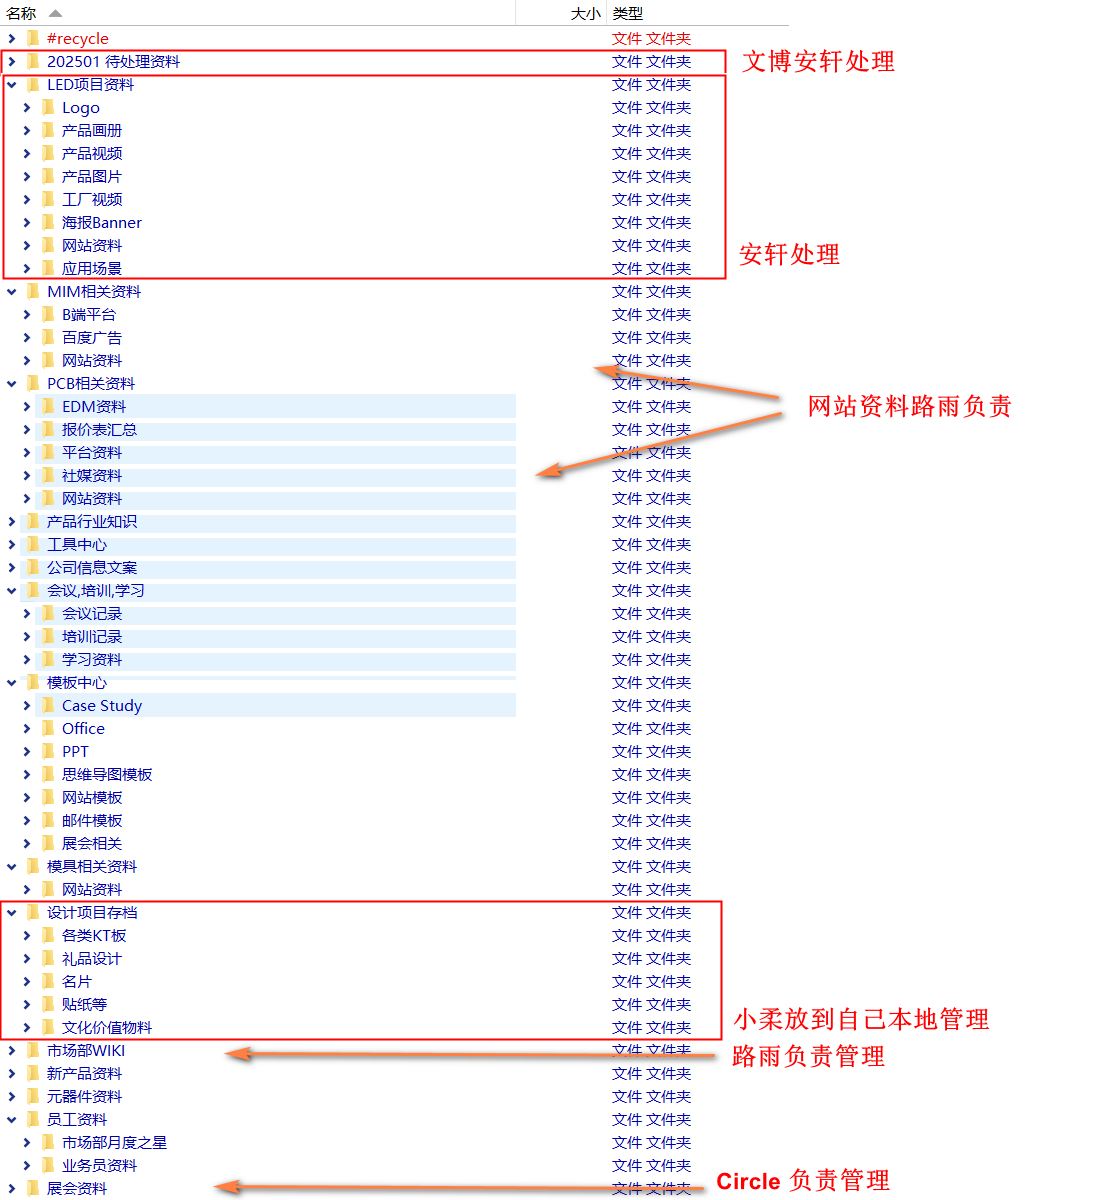 名称 大小 类型
#recycle 文件 文件夹
202501 待处理资料 文件 文件夹 文博安轩处理
LED项目资料 文件 文件夹
Logo 文件 文件夹
产品画册 文件 文件夹
产品视频 文件 文件夹
产品图片 文件 文件夹
工厂视频 文件 文件夹
海报Banner 文件 文件夹
网站资料 文件 文件夹 安轩处理
应用场景 文件 文件夹
MIM相关资料 文件 文件夹
B端平台 文件 文件夹
百度广告 文件 文件夹
网站资料 文件 文件夹
PCB相关资料 文件 文件夹
EDM资料 文件 文件夹 网站资料路雨负责
报价表汇总 文件 文件夹
平台资料 文件 文件夹
社媒资料 文件 文件夹
网站资料 文件 文件夹
产品行业知识 文件 文件夹
工具中心 文件 文件夹
公司信息文案 文件 文件夹
会议,培训,学习 文件 文件夹
会议记录 文件 文件夹
培训记录 文件 文件夹
学习资料 文件 文件夹
模板中心 文件 文件夹
Case Study 文件 文件夹
Office 文件 文件夹
PPT 文件 文件夹
思维导图模板 文件 文件夹
网站模板 文件 文件夹
邮件模板 文件 文件夹
展会相关 文件 文件夹
模具相关资料 文件 文件夹
网站资料 文件 文件夹
设计项目存档 文件 文件夹
各类KT板 文件 文件夹
礼品设计 文件 文件夹
名片 文件 文件夹
贴纸等 文件 文件夹 小柔放到自己本地管理
文化价值物料 文件 文件夹
市场部WIKI 文件 文件夹 路雨负责管理
新产品资料 文件 文件夹
元器件资料 文件 文件夹
员工资料 文件 文件夹
市场部月度之星 文件 文件夹
业务员资料 文件 文件夹
展会资料 文件 文件夹 Circle 负责管理